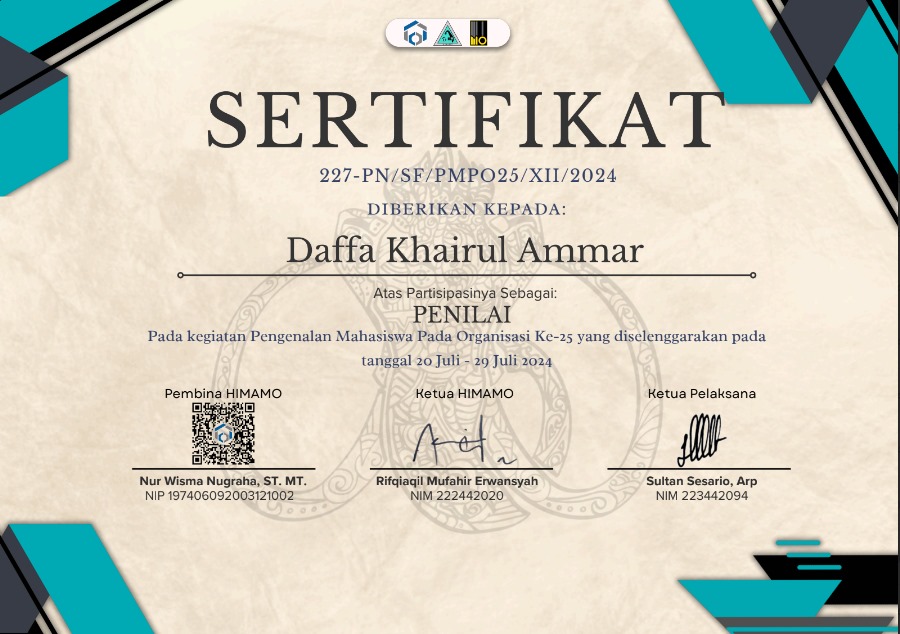 MO
SERTIFIKAT
227-PN/SF/PMPO25/XII/2024
DIBERIKAN KEPADA:
Daffa Khairul Ammar
Atas Partisipasinya Sebagai:
PENILAI
Pada kegiatan Pengenalan Mahasiswa Pada Organisasi Ke-25 yang diselenggarakan pada
tanggal 20 Juli - 29 Juli 2024
Pembina HIMAMO
Nur Wisma Nugraha, ST. MT.
NIP 197406092003121002
Ketua HIMAMO
Rifqiaqil Mufahir Erwansyah
NIM 222442020
Ketua Pelaksana
Sultan Sesario, Arp
NIM 223442094